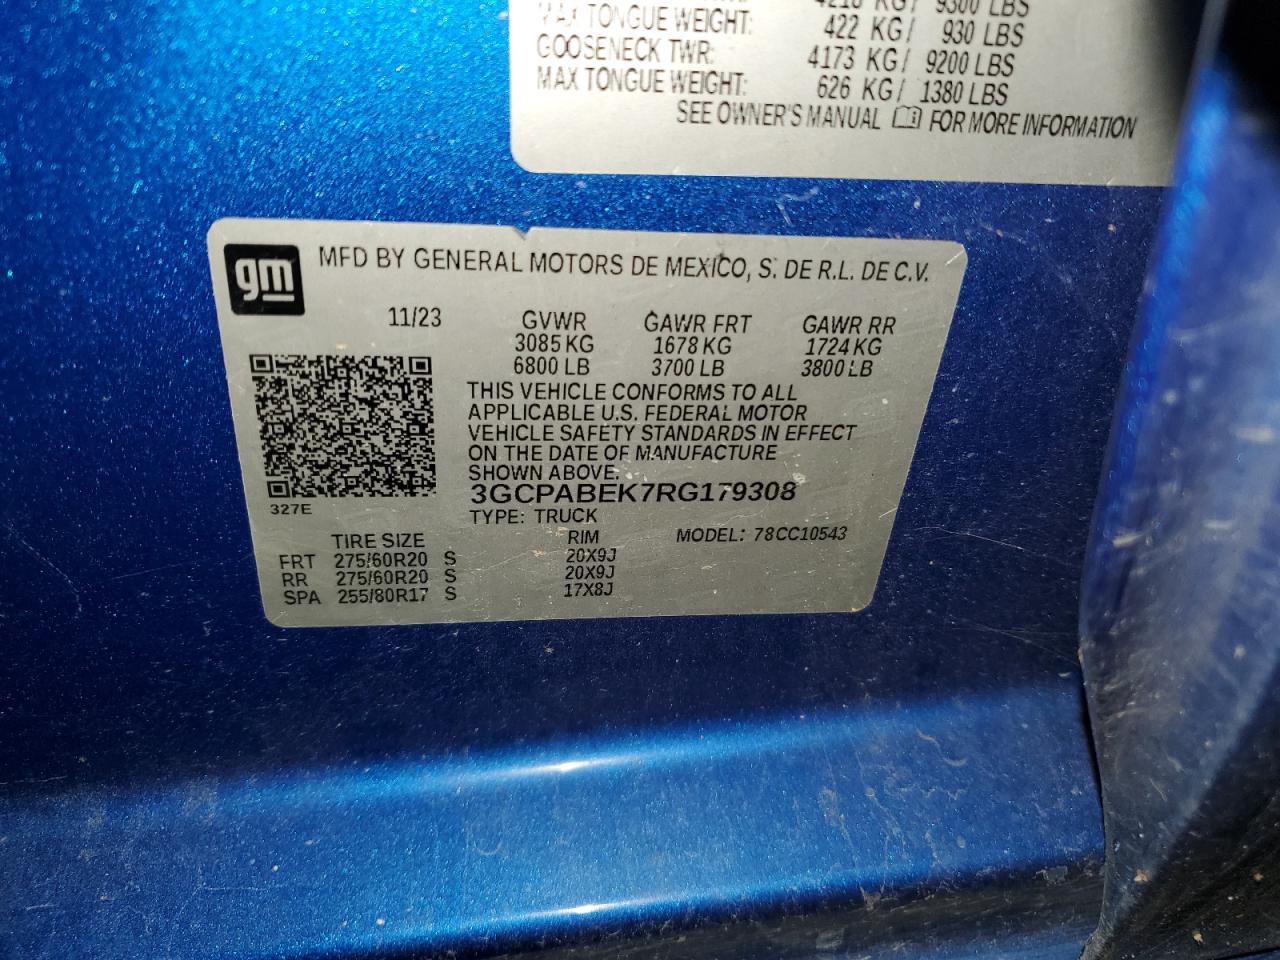 4218 KG/ 9300 LBS
MAX TONGUE WEIGHT: 422 KG/ 930 LBS
GOOSENECK TWR: 4173 KG/ 9200 LBS
MAX TONGUE WEIGHT: 626 KG/ 1380 LBS
SEE OWNER'S MANUAL FOR MORE INFORMATION
gm MFD BY GENERAL MOTORS DE MEXICO, S. DE R.L. DE C.V.
11/23 GVWR GAWR FRT GAWR RR
3085 KG 1678 KG 1724 KG
6800 LB 3700 LB 3800 LB
THIS VEHICLE CONFORMS TO ALL
APPLICABLE U.S. FEDERAL MOTOR
VEHICLE SAFETY STANDARDS IN EFFECT
ON THE DATE OF MANUFACTURE
SHOWN ABOVE.
3GCPABEK7RG179308
327E
TYPE: TRUCK
TIRE SIZE RIM MODEL: 78CC10543
FRT 275/60R20 S 20X9J
RR 275/60R20 S 20X9J
SPA 255/80R17 S 17X8J